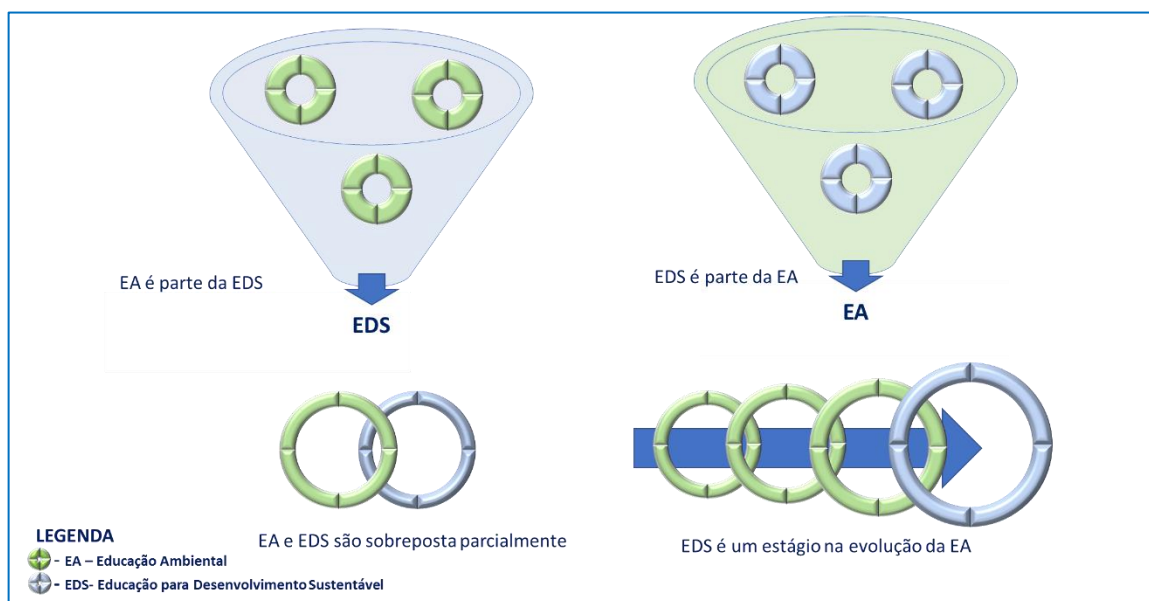 EA é parte da EDS
EDS
EDS é parte da EA
EA
EA e EDS são sobreposta parcialmente
EDS é um estágio na evolução da EA
LEGENDA
- EA – Educação Ambiental
- EDS- Educação para Desenvolvimento Sustentável